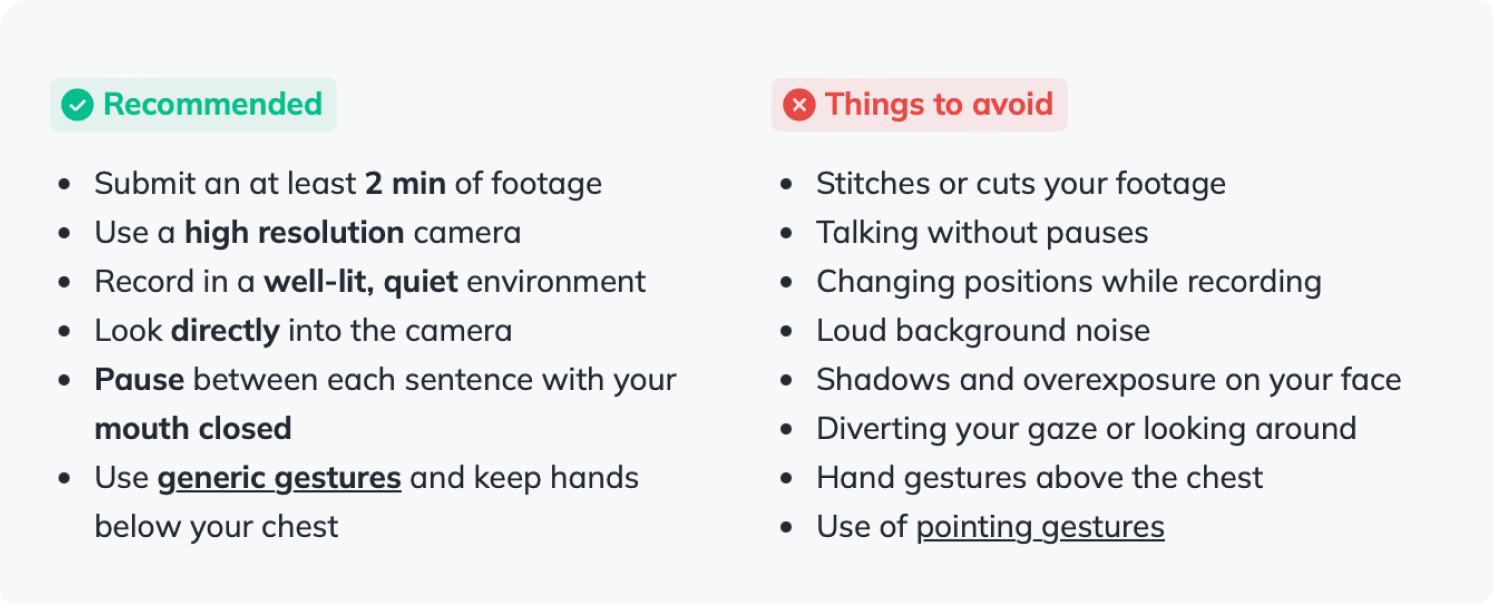 Recommended
Submit an at least 2 min of footage
Use a high resolution camera
Record in a well-lit, quiet environment
Look directly into the camera
Pause between each sentence with your
mouth closed
Use generic gestures and keep hands
below your chest
Things to avoid
Stitches or cuts your footage
Talking without pauses
Changing positions while recording
Loud background noise
Shadows and overexposure on your face
Diverting your gaze or looking around
Hand gestures above the chest
Use of pointing gestures